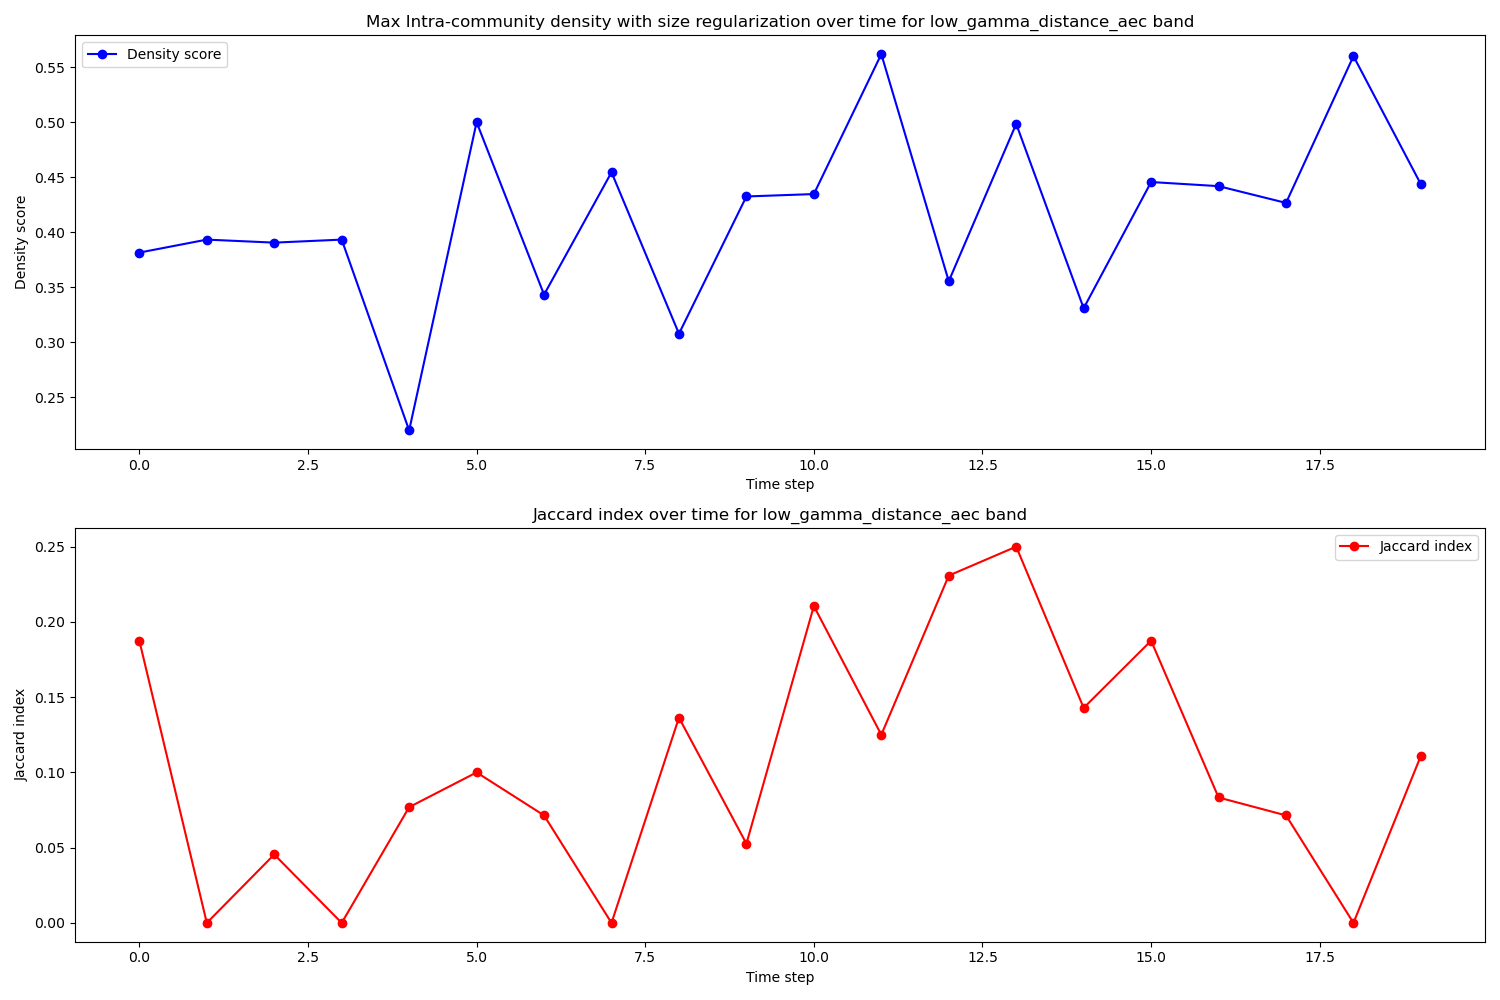 Max Intra-community density with size regularization over time for low_gamma_distance_aec band
Density score
0.55
0.50
0.45
0.40
0.35
0.30
0.25
Density score
0.0 2.5 5.0 7.5 10.0 12.5 15.0 17.5
Time step
Jaccard index over time for low_gamma_distance_aec band
Jaccard index
0.25
0.20
0.15
0.10
0.05
0.00
Jaccard index
0.0 2.5 5.0 7.5 10.0 12.5 15.0 17.5
Time step